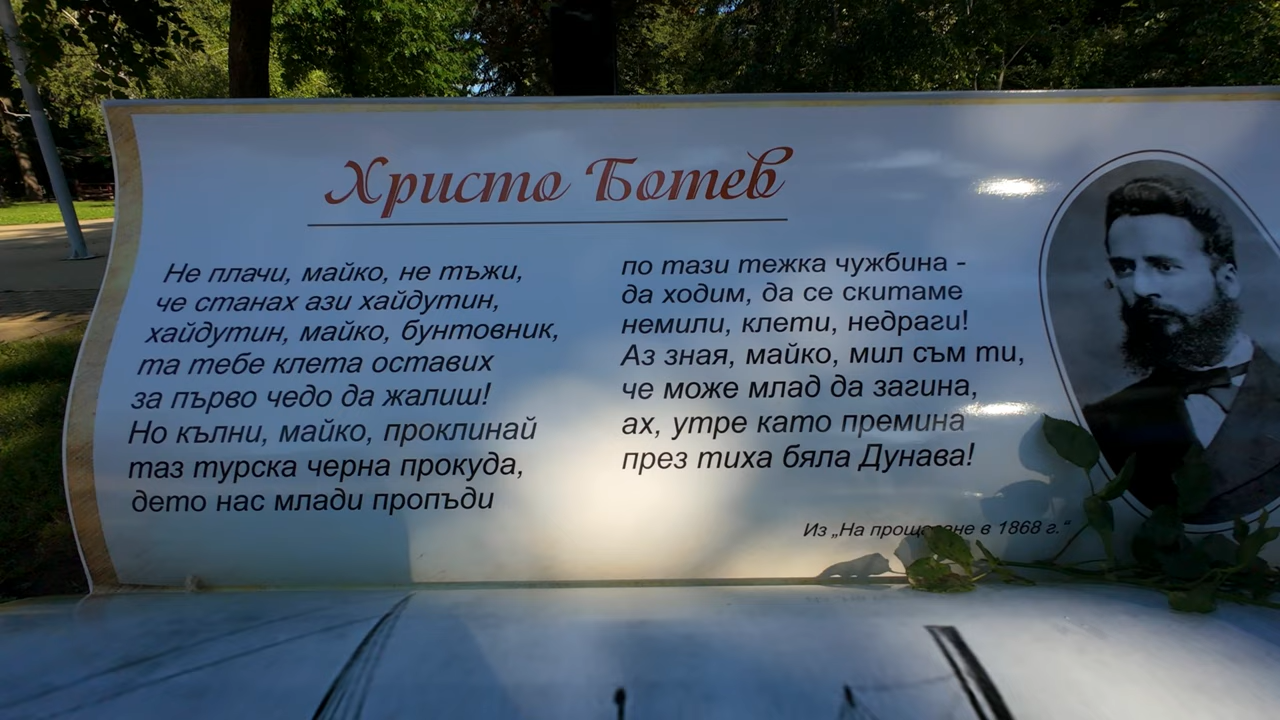 Христо Ботев
Не плачи, майко, не тъжи,
че станах ази хайдутин,
хайдутин, майко, бунтовник,
та тебе клета оставих
за първо чедо да жалиш!
Но кълни, майко, проклинай
таз турска черна прокуда,
дето нас млади пропъди
по тази тежка чужбина -
да ходим, да се скитаме
немили, клети, недраги!
Аз зная, майко, мил съм ти,
че може млад да загина,
ах, утре като премина
през тиха бяла Дунава!
Из „На прощаване в 1868 г.“